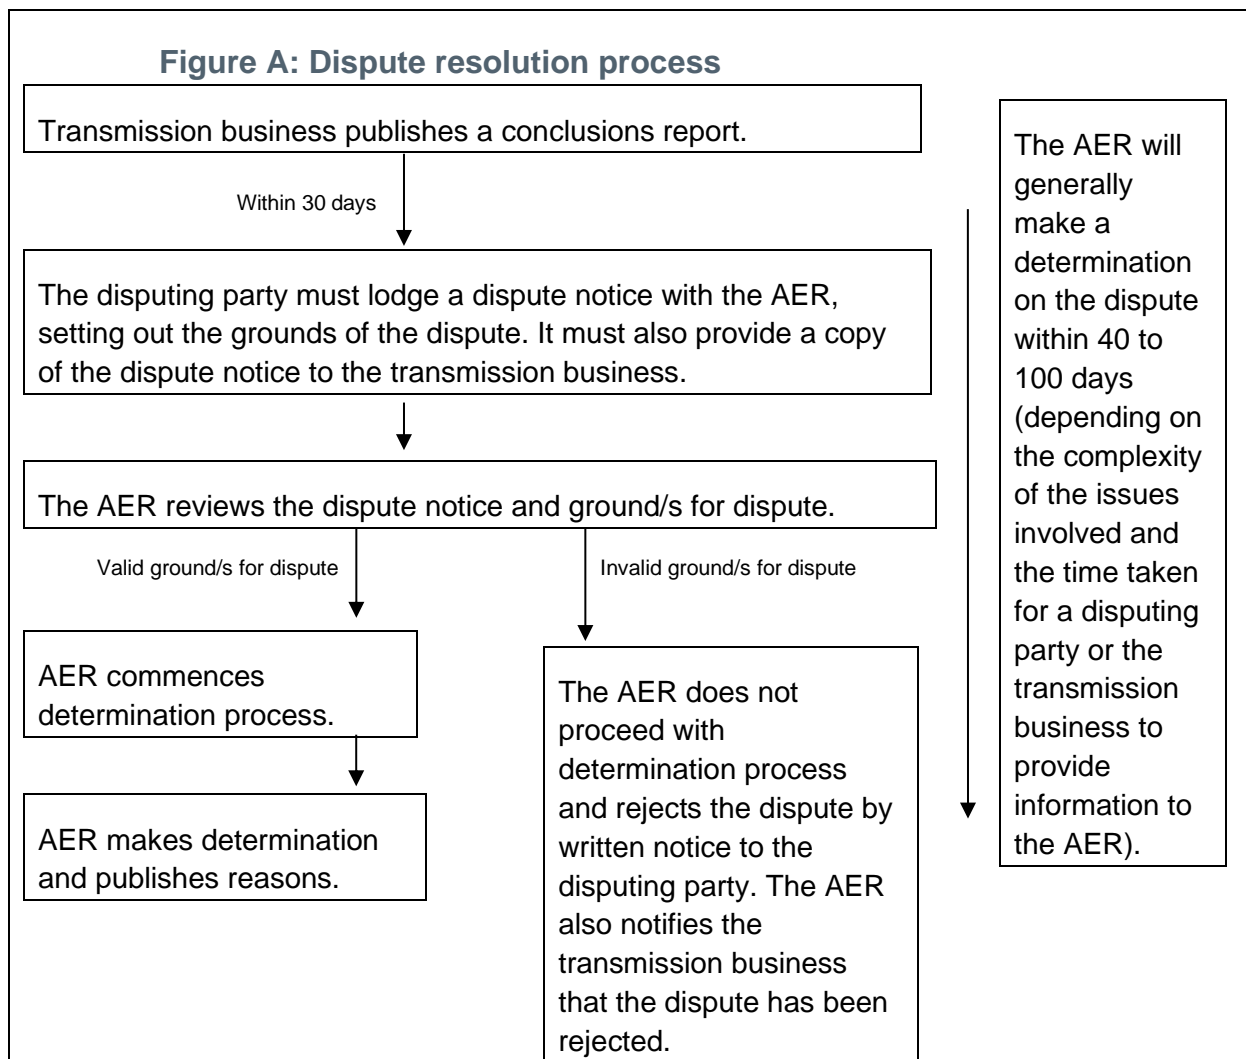 Figure A: Dispute resolution process
Transmission business publishes a conclusions report.
Within 30 days
The disputing party must lodge a dispute notice with the AER,
setting out the grounds of the dispute. It must also provide a copy
of the dispute notice to the transmission business.
The AER reviews the dispute notice and ground/s for dispute.
Valid ground/s for dispute
Invalid ground/s for dispute
AER commences
determination process.
AER makes determination
and publishes reasons.
The AER does not
proceed with
determination process
and rejects the dispute by
written notice to the
disputing party. The AER
also notifies the
transmission business
that the dispute has been
rejected.
The AER will
generally
make a
determination
on the dispute
within 40 to
100 days
(depending on
the complexity
of the issues
involved and
the time taken
for a disputing
party or the
transmission
business to
provide
information to
the AER).